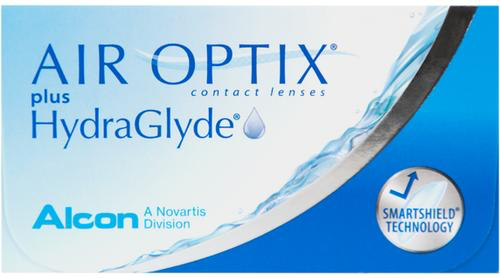 AIR OPTIX®
contact lenses
plus
HydraGlyde®
Alcon A Novartis
Division
SMARTSHIELD®
TECHNOLOGY